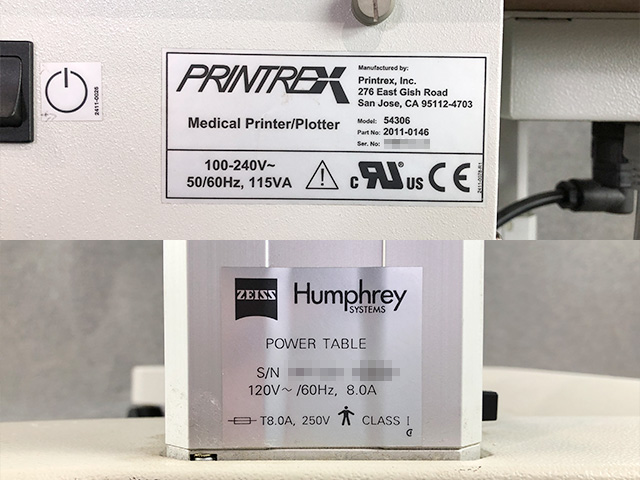 PRINTREX
Medical Printer/Plotter
Manufactured by:
Printrex, Inc.
276 East Gish Road
San Jose, CA 95112-4703
Model: 54306
Part No: 2011-0146
Ser. No:
100-240V~
50/60Hz, 115VA
C UR US CE
2411-0028
ZEISS Humphrey
SYSTEMS
POWER TABLE
S/N
120V~ /60Hz, 8.0A
T8.0A, 250V CLASS I